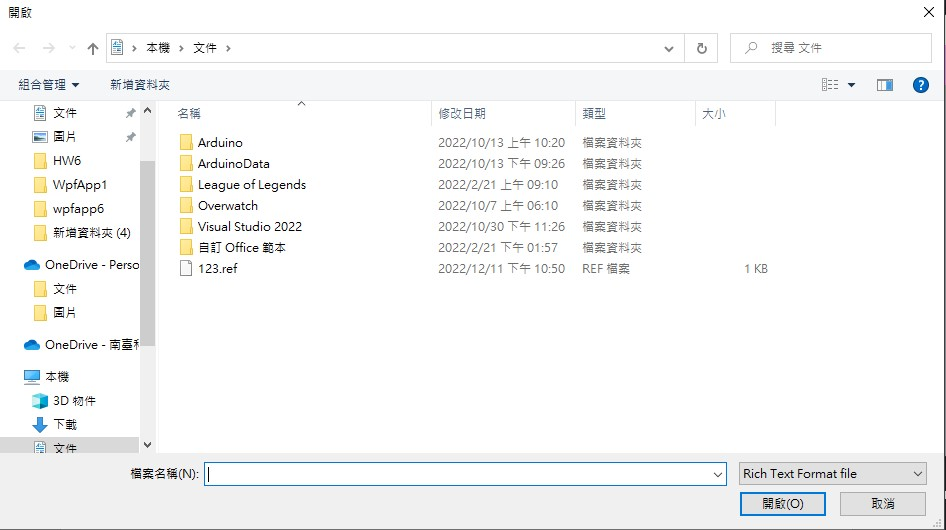 開啟
本機 文件
搜尋 文件
組合管理 新增資料夾
名稱 修改日期 類型 大小
文件
圖片
HW6
WpfApp1
wpfapp6
新增資料夾 (4)
OneDrive - Perso
文件
圖片
OneDrive - 南臺科
本機
3D 物件
下載
文件
Arduino 2022/10/13 上午 10:20 檔案資料夾
ArduinoData 2022/10/13 下午 09:26 檔案資料夾
League of Legends 2022/2/21 上午 09:10 檔案資料夾
Overwatch 2022/10/7 上午 06:10 檔案資料夾
Visual Studio 2022 2022/10/30 下午 11:26 檔案資料夾
自訂 Office 範本 2022/2/21 下午 01:57 檔案資料夾
123.ref 2022/12/11 下午 10:50 REF 檔案 1 KB
檔案名稱(N): Rich Text Format file
開啟(O) 取消